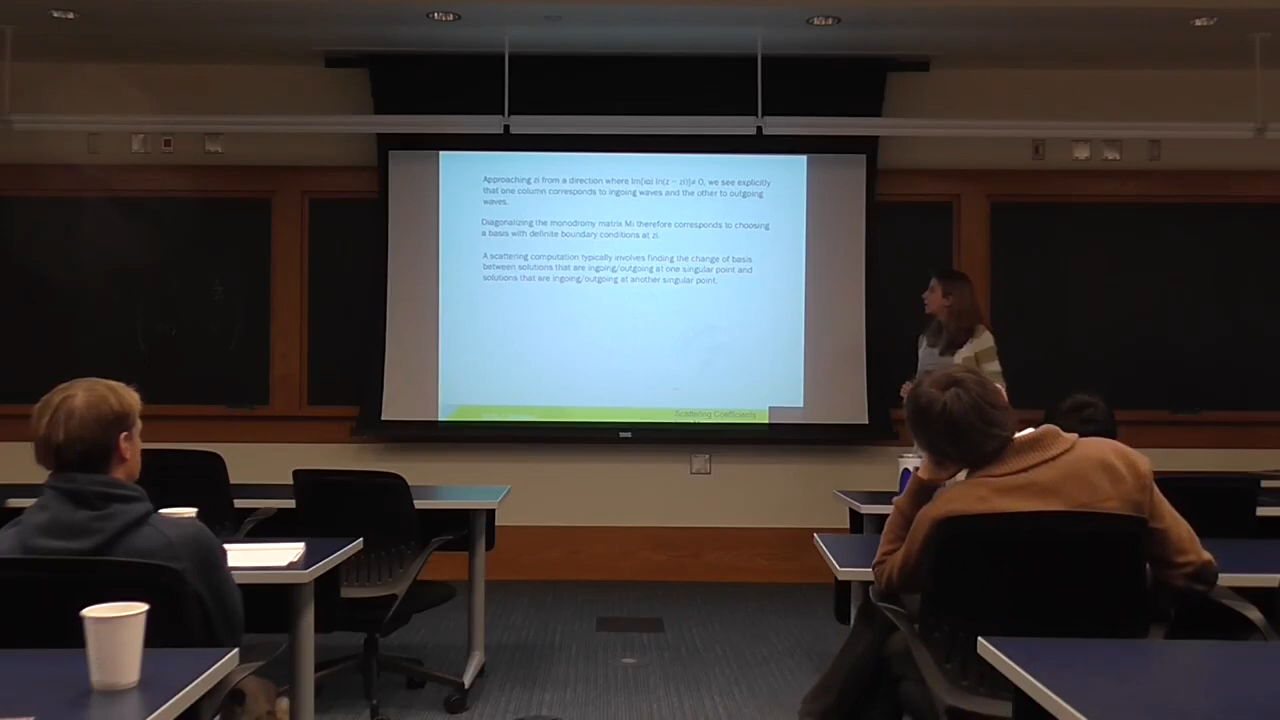 Approaching zi from a direction where Im[iαi ln(z − zi)]≠ 0, we see explicitly
that one column corresponds to ingoing waves and the other to outgoing
waves.
Diagonalizing the monodromy matrix Mi therefore corresponds to choosing
a basis with definite boundary conditions at zi.
A scattering computation typically involves finding the change of basis
between solutions that are ingoing/outgoing at one singular point and
solutions that are ingoing/outgoing at another singular point.
Scattering Coefficients